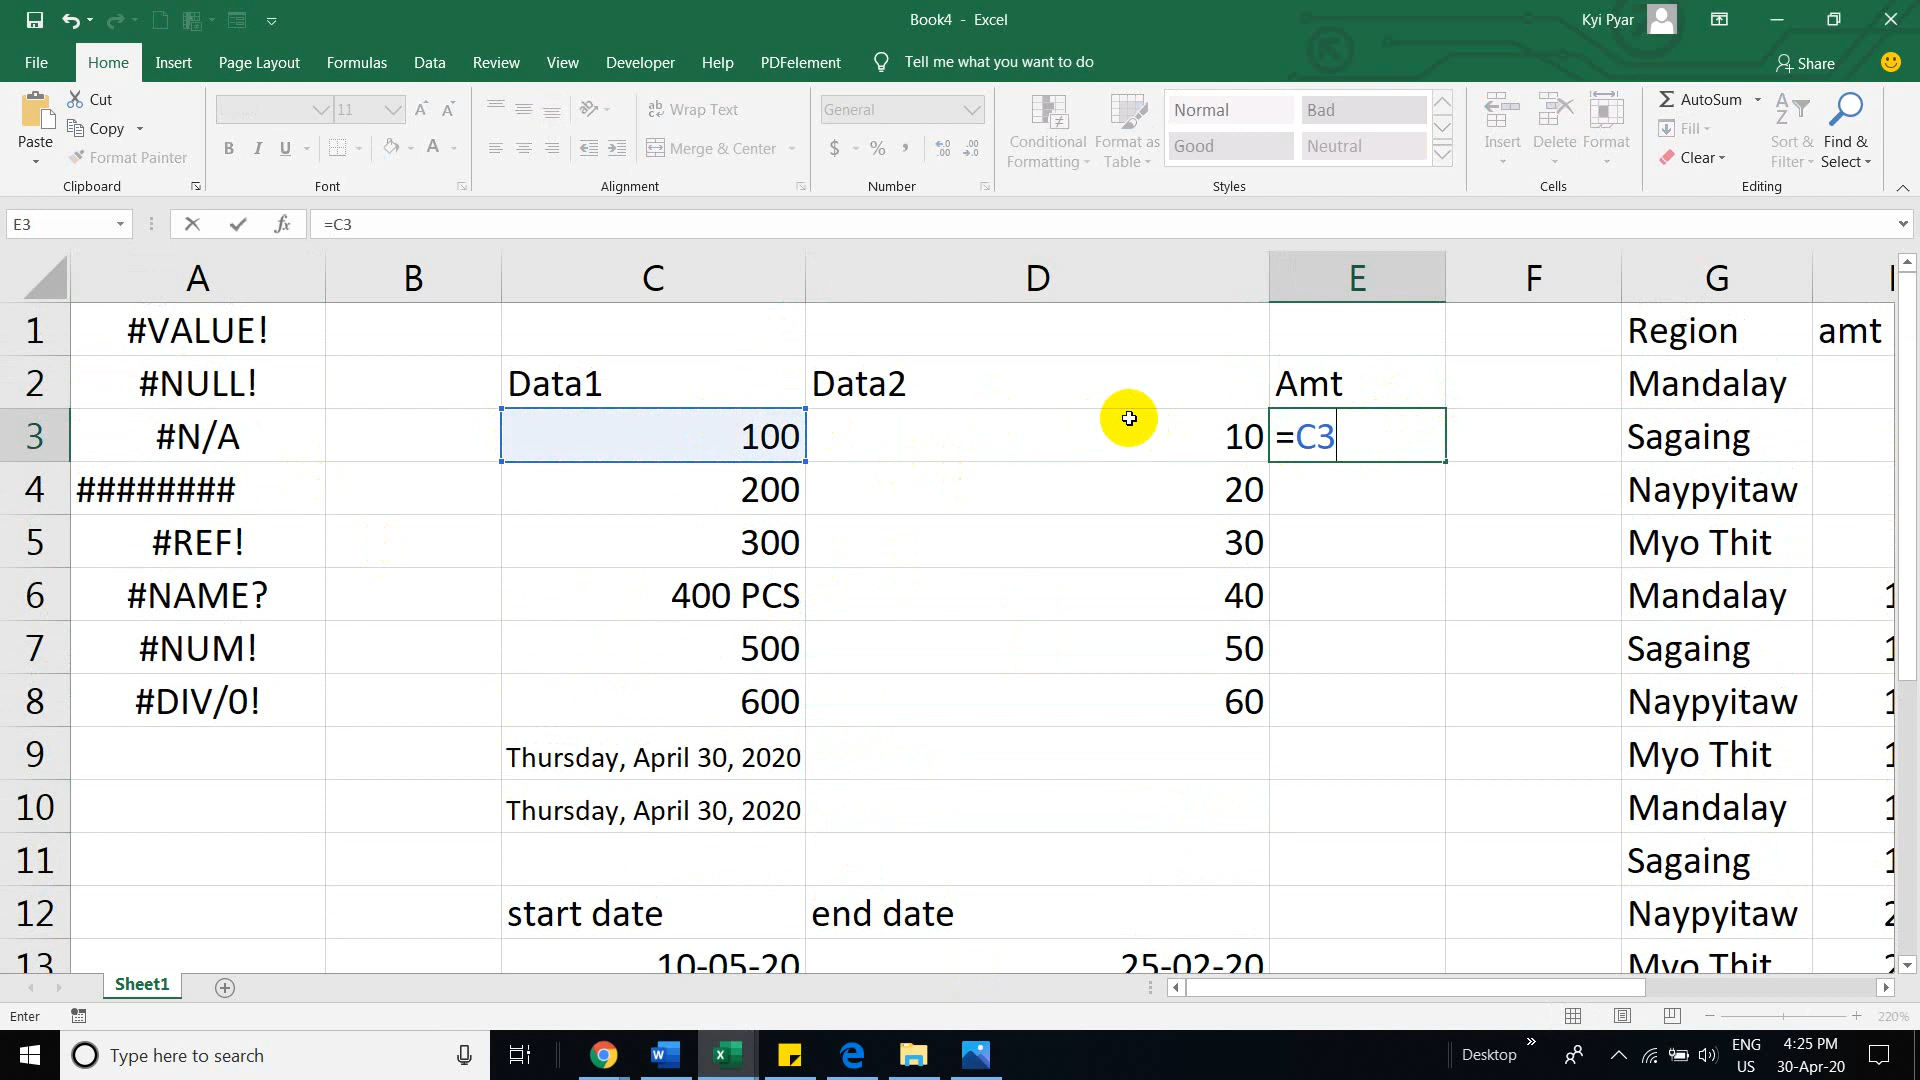 Book4 - Excel
Kyi Pyar
File Home Insert Page Layout Formulas Data Review View Developer Help PDFelement Tell me what you want to do Share
Paste
Cut
Copy
Format Painter
Clipboard
11
B I U A
Font
Wrap Text
Merge & Center
Alignment
General
$ % ,
Number
Conditional Formatting
Format as Table
Normal Bad
Good Neutral
Styles
Insert Delete Format
Cells
AutoSum
Fill
Clear
Sort & Filter
Find & Select
Editing
E3 fx =C3
A B C D E F G
1 #VALUE! Region amt
2 #NULL! Data1 Data2 Amt Mandalay
3 #N/A 100 10 =C3 Sagaing
4 ######## 200 20 Naypyitaw
5 #REF! 300 30 Myo Thit
6 #NAME? 400 PCS 40 Mandalay
7 #NUM! 500 50 Sagaing
8 #DIV/0! 600 60 Naypyitaw
9 Thursday, April 30, 2020 Myo Thit
10 Thursday, April 30, 2020 Mandalay
11 Sagaing
12 start date end date Naypyitaw
13 10-05-20 25-02-20 Myo Thit
Sheet1
Enter 220%
Type here to search
Desktop
ENG
US
4:25 PM
30-Apr-20